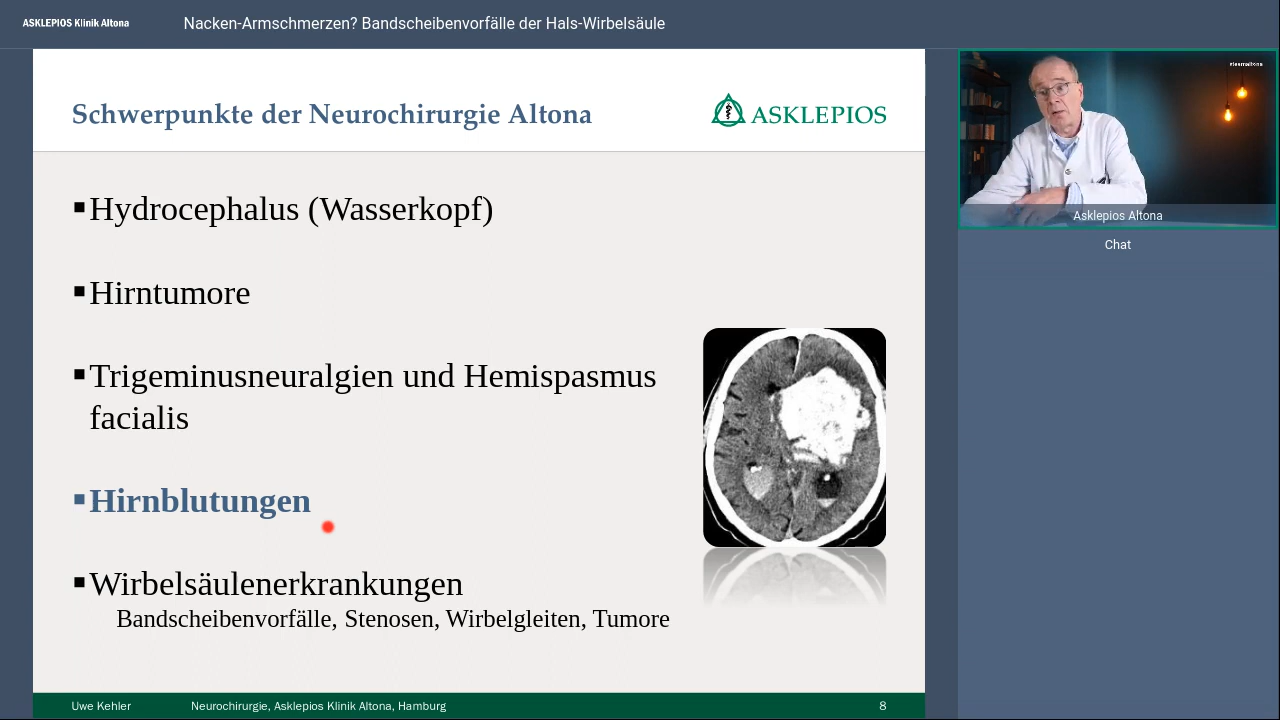 ASKLEPIOS Klinik Altona
Nacken-Armschmerzen? Bandscheibenvorfälle der Hals-Wirbelsäule
Schwerpunkte der Neurochirurgie Altona
ASKLEPIOS
#teamaltona
Hydrocephalus (Wasserkopf)
Hirntumore
Trigeminusneuralgien und Hemispasmus
facialis
Hirnblutungen
Wirbelsäulenerkrankungen
Bandscheibenvorfälle, Stenosen, Wirbelgleiten, Tumore
Asklepios Altona
Chat
Uwe Kehler
Neurochirurgie, Asklepios Klinik Altona, Hamburg
8